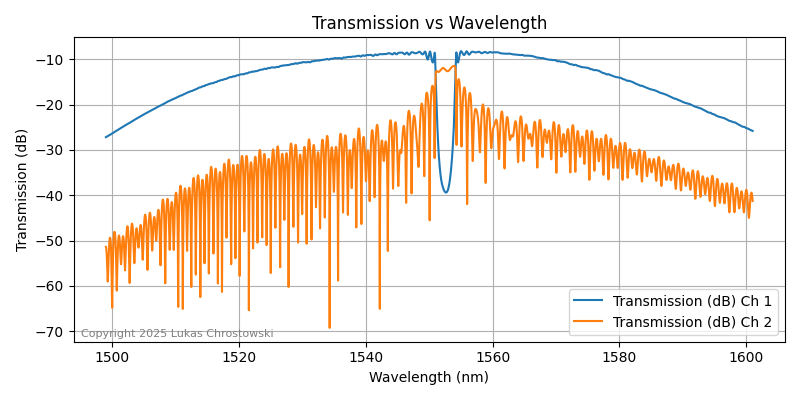 Transmission vs Wavelength
Transmission (dB)
−10
−20
−30
−40
−50
−60
−70
Copyright 2025 Lukas Chrostowski
Transmission (dB) Ch 1
Transmission (dB) Ch 2
1500
1520
1540
1560
1580
1600
Wavelength (nm)